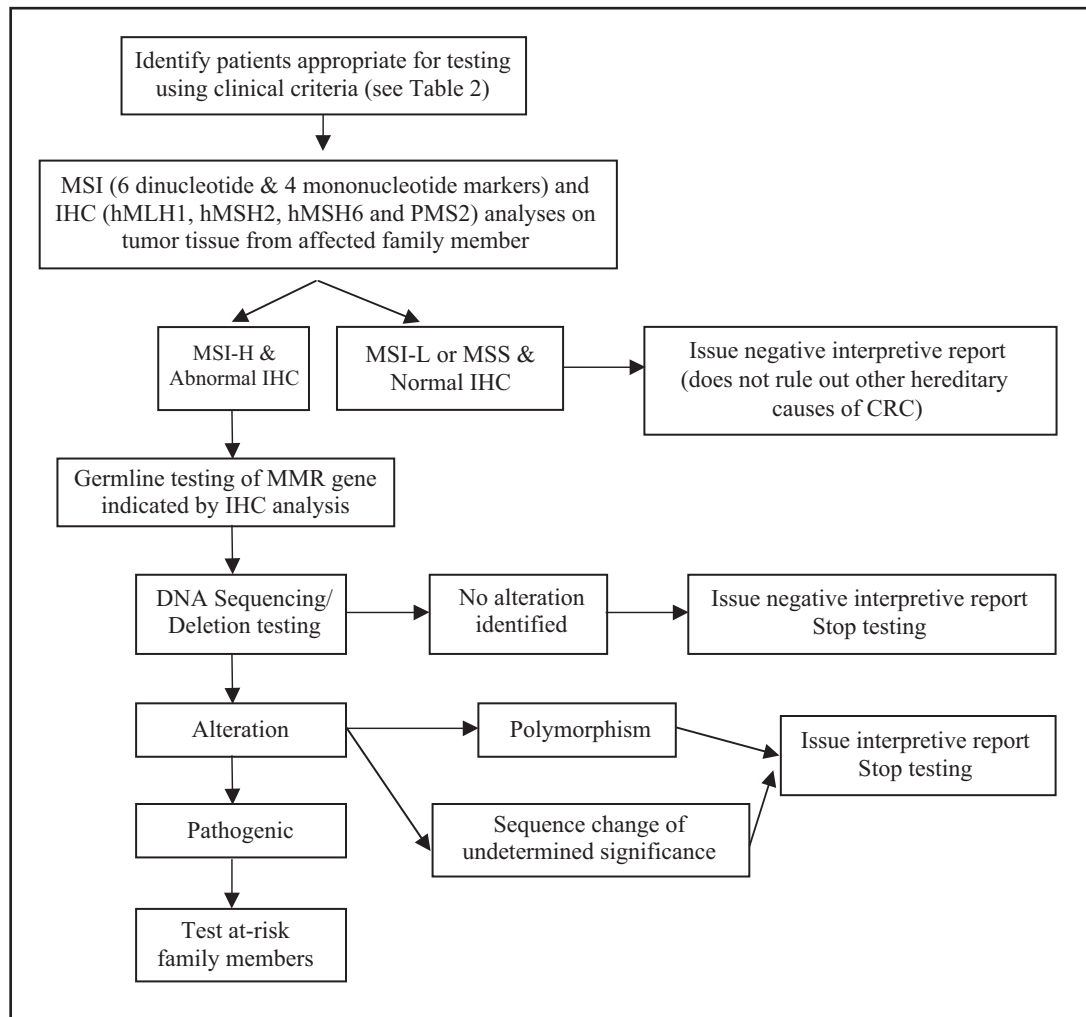 Identify patients appropriate for testing
using clinical criteria (see Table 2)
MSI (6 dinucleotide & 4 mononucleotide markers) and
IHC (hMLH1, hMSH2, hMSH6 and PMS2) analyses on
tumor tissue from affected family member
MSI-H &
Abnormal IHC
MSI-L or MSS &
Normal IHC
Issue negative interpretive report
(does not rule out other hereditary
causes of CRC)
Germline testing of MMR gene
indicated by IHC analysis
DNA Sequencing/
Deletion testing
No alteration
identified
Issue negative interpretive report
Stop testing
Alteration
Polymorphism
Issue interpretive report
Stop testing
Pathogenic
Sequence change of
undetermined significance
Test at-risk
family members